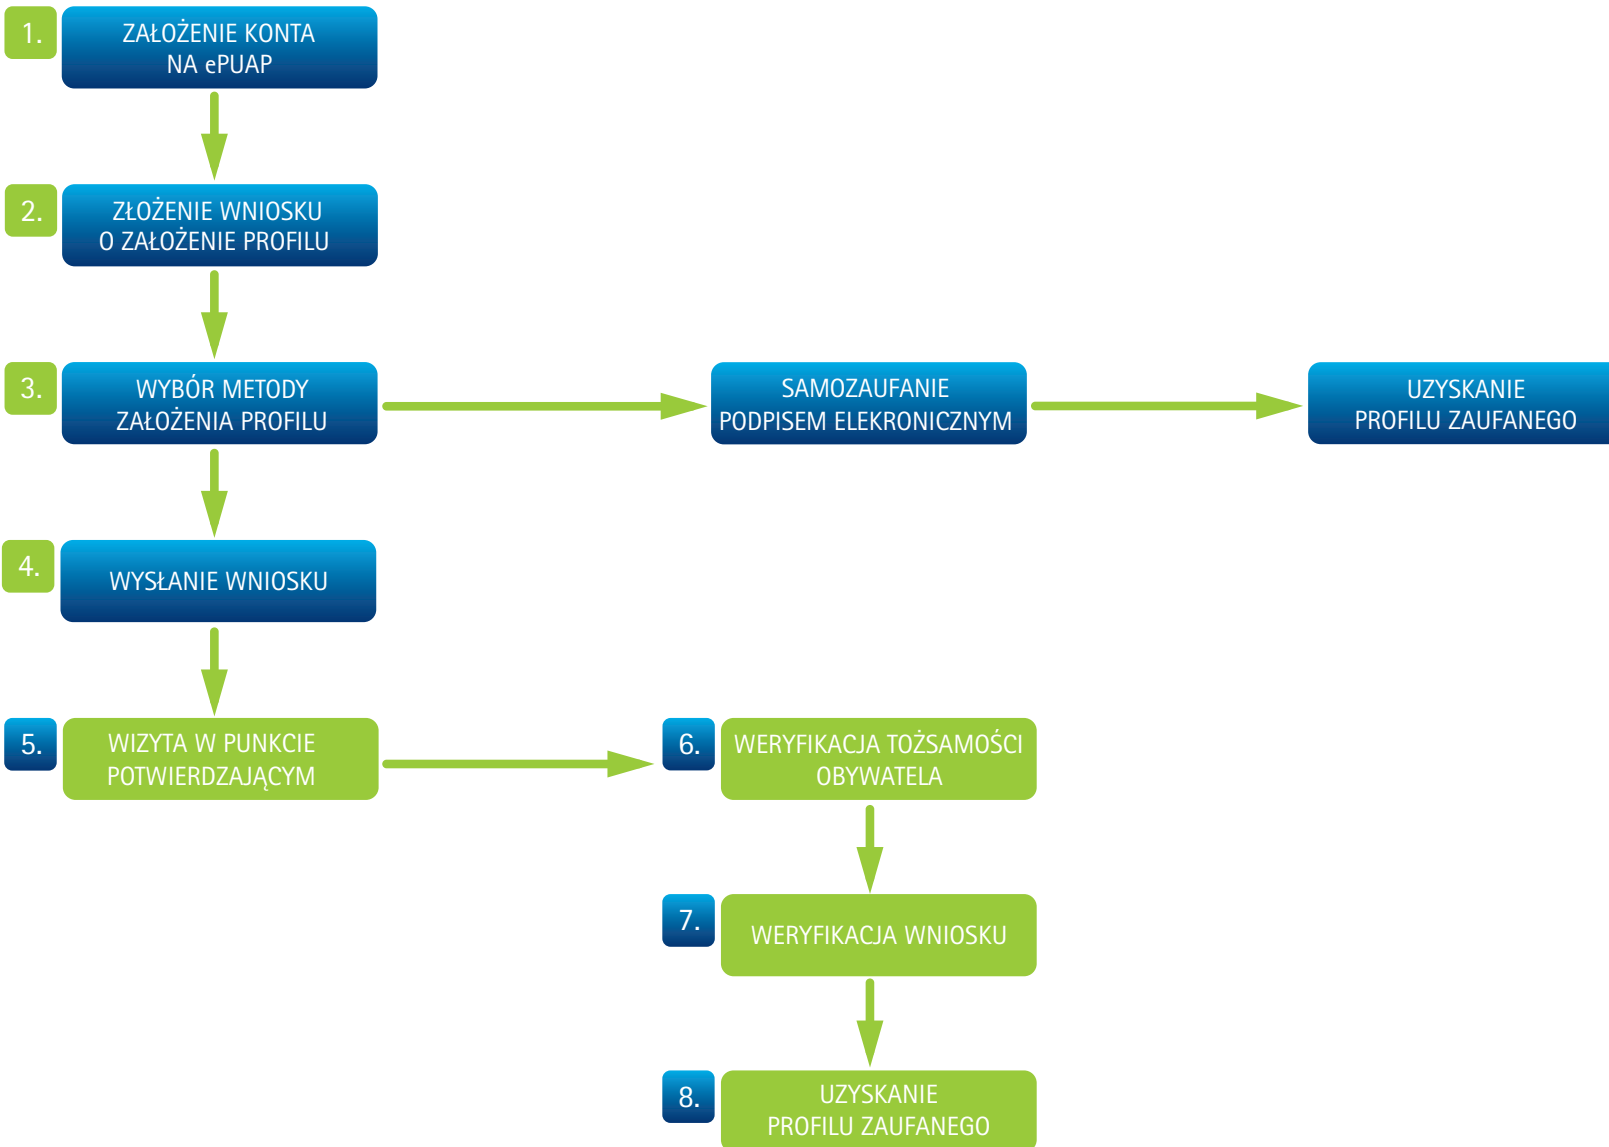 1.
ZAŁOŻENIE KONTA
NA ePUAP
2.
ZŁOŻENIE WNIOSKU
O ZAŁOŻENIE PROFILU
3.
WYBÓR METODY
ZAŁOŻENIA PROFILU
SAMOZAUFANIE
PODPISEM ELEKRONICZNYM
UZYSKANIE
PROFILU ZAUFANEGO
4.
WYSŁANIE WNIOSKU
5.
WIZYTA W PUNKCIE
POTWIERDZAJĄCYM
6.
WERYFIKACJA TOŻSAMOŚCI
OBYWATELA
7.
WERYFIKACJA WNIOSKU
8.
UZYSKANIE
PROFILU ZAUFANEGO